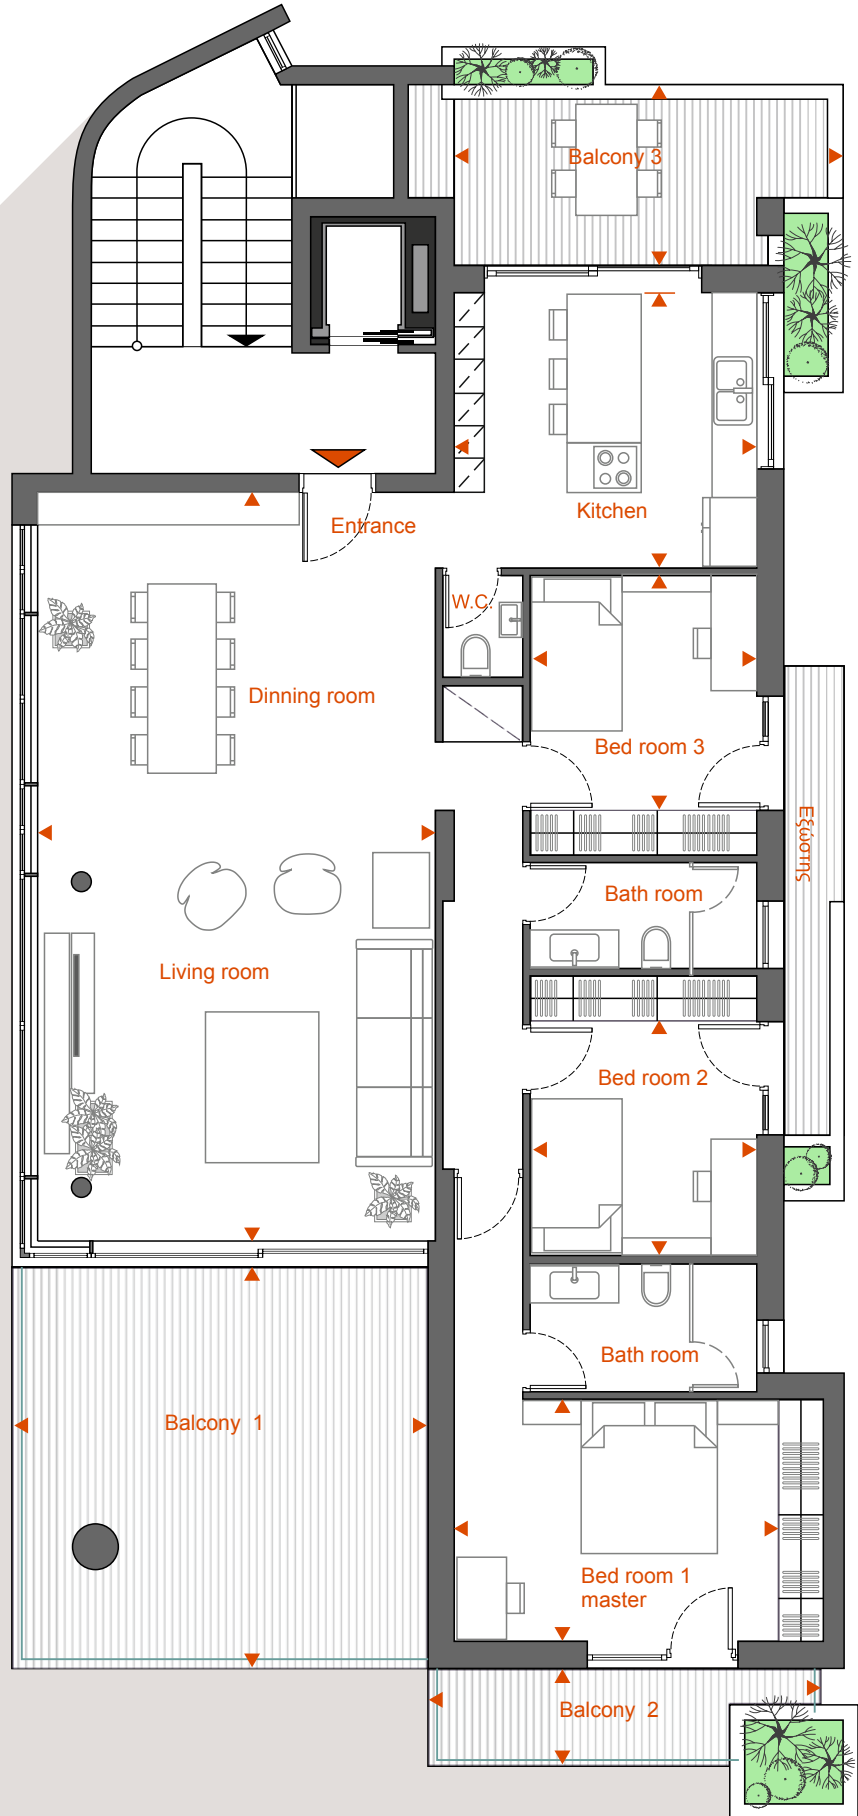 Balcony 3
Kitchen
Entrance
W.C.
Dinning room
Bed room 3
Εξώστης
Bath room
Living room
Bed room 2
Bath room
Balcony 1
Bed room 1
master
Balcony 2